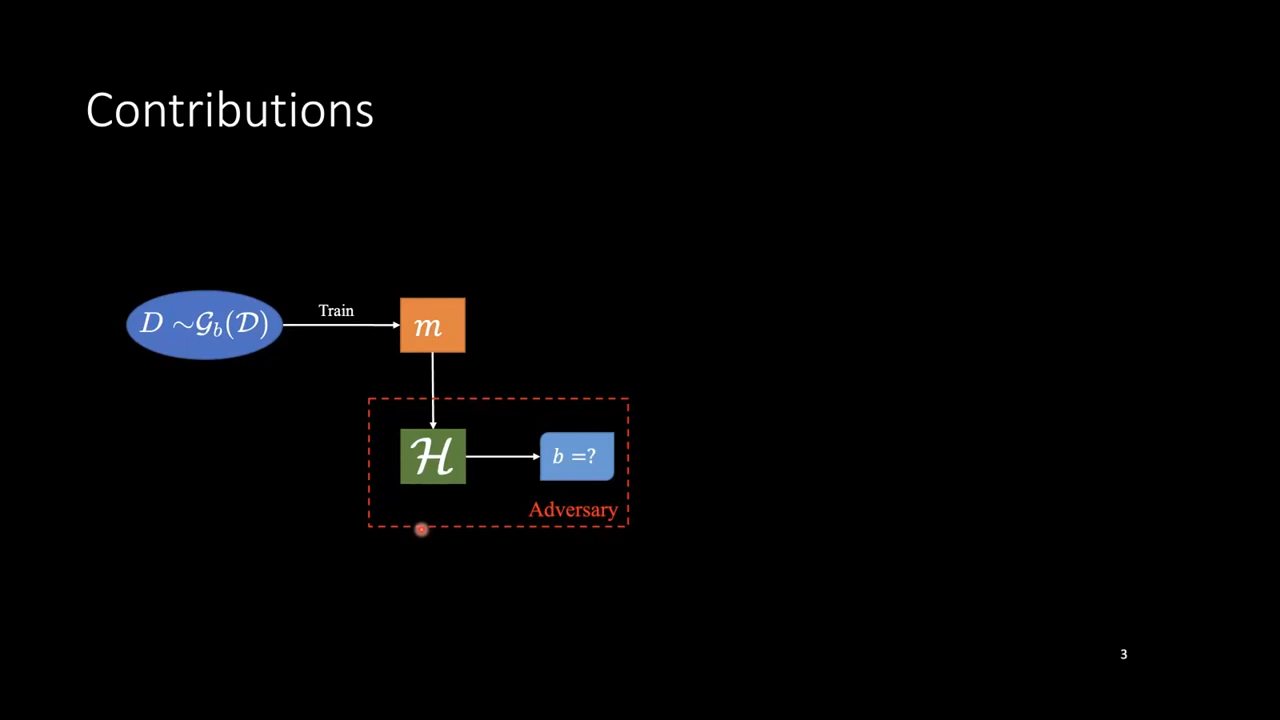 Contributions
D ~𝒢_b(𝒟)
Train
m
ℋ
b =?
Adversary
3